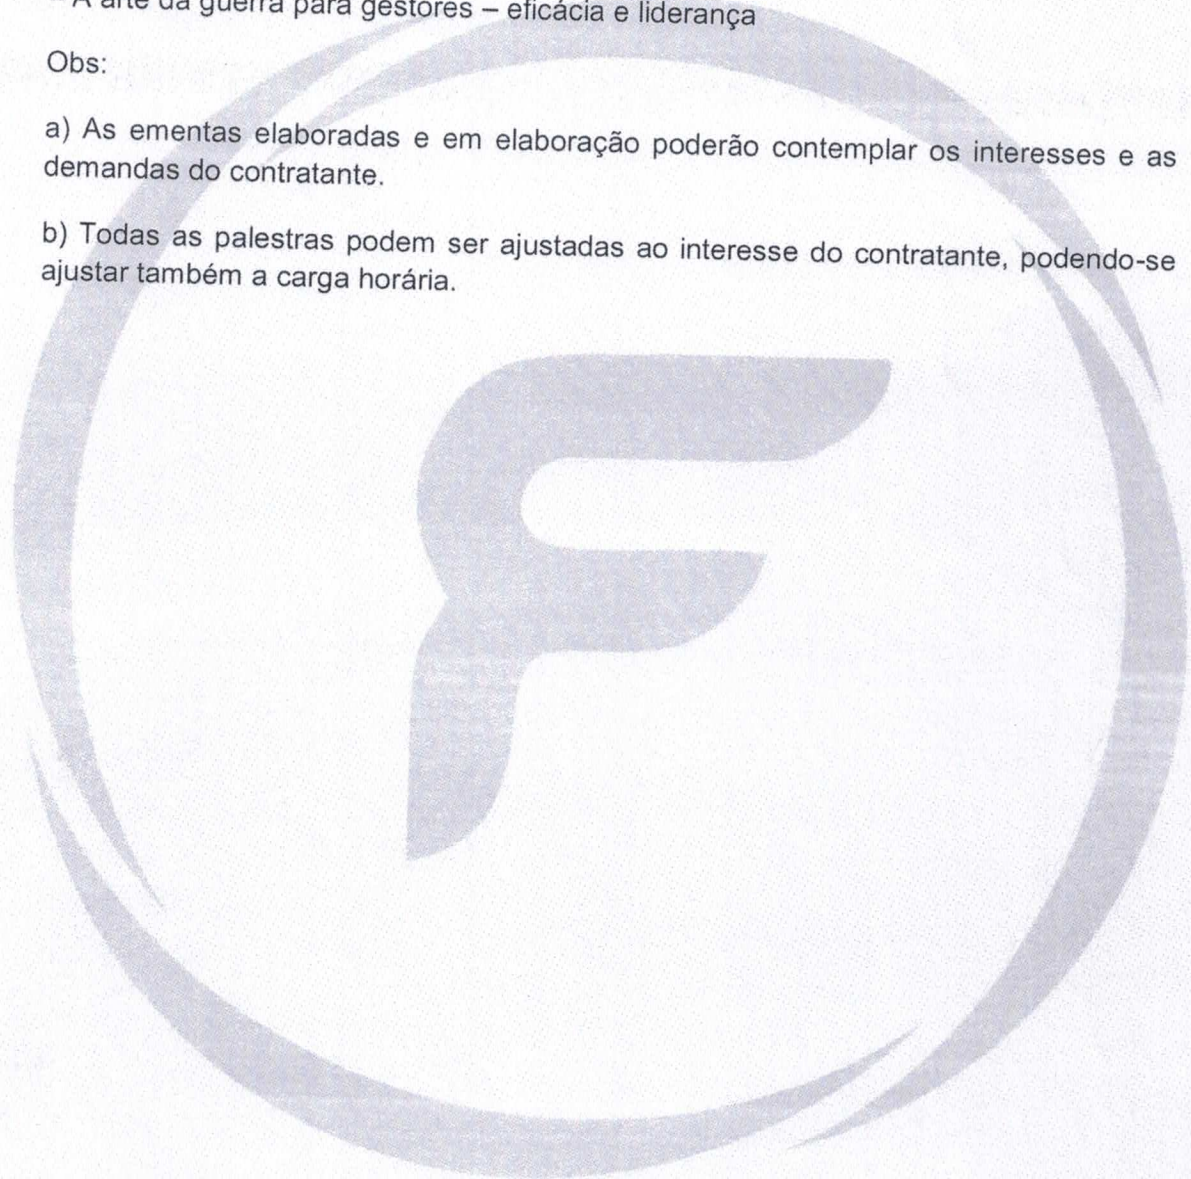 – A arte da guerra para gestores – eficácia e liderança
Obs:
a) As ementas elaboradas e em elaboração poderão contemplar os interesses e as
demandas do contratante.
b) Todas as palestras podem ser ajustadas ao interesse do contratante, podendo-se
ajustar também a carga horária.
F